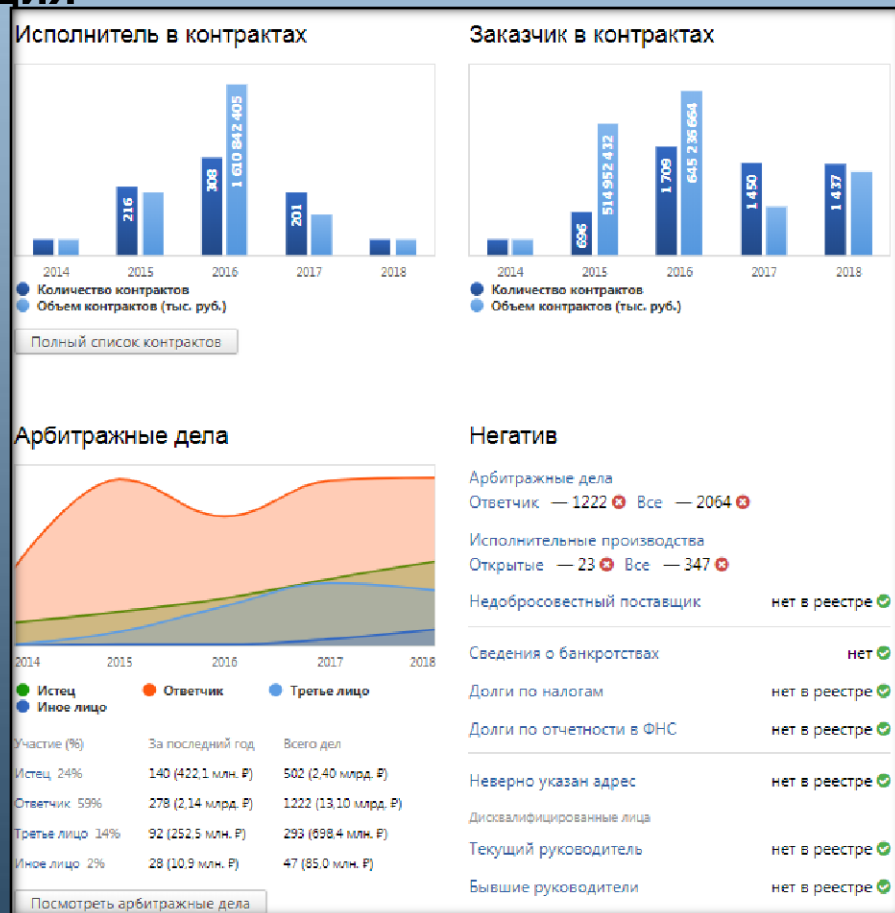 Исполнитель в контрактах
216
308
1 610 842 405
201
2014 2015 2016 2017 2018
Количество контрактов
Объем контрактов (тыс. руб.)
Полный список контрактов
Заказчик в контрактах
696
514 952 432
1 709
645 236 664
1 450
1 437
2014 2015 2016 2017 2018
Количество контрактов
Объем контрактов (тыс. руб.)
Арбитражные дела
2014 2015 2016 2017 2018
Истец Ответчик Третье лицо
Иное лицо
Участие (%) За последний год Всего дел
Истец 24% 140 (422,1 млн. ₽) 502 (2,40 млрд. ₽)
Ответчик 59% 278 (2,14 млрд. ₽) 1222 (13,10 млрд. ₽)
Третье лицо 14% 92 (252,5 млн. ₽) 293 (698,4 млн. ₽)
Иное лицо 2% 28 (10,9 млн. ₽) 47 (85,0 млн. ₽)
Посмотреть арбитражные дела
Негатив
Арбитражные дела
Ответчик — 1222 Все — 2064
Исполнительные производства
Открытые — 23 Все — 347
Недобросовестный поставщик нет в реестре
Сведения о банкротствах нет
Долги по налогам нет в реестре
Долги по отчетности в ФНС нет в реестре
Неверно указан адрес нет в реестре
Дисквалифицированные лица
Текущий руководитель нет в реестре
Бывшие руководители нет в реестре